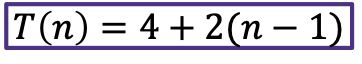 T(n) = 4 + 2(n − 1)